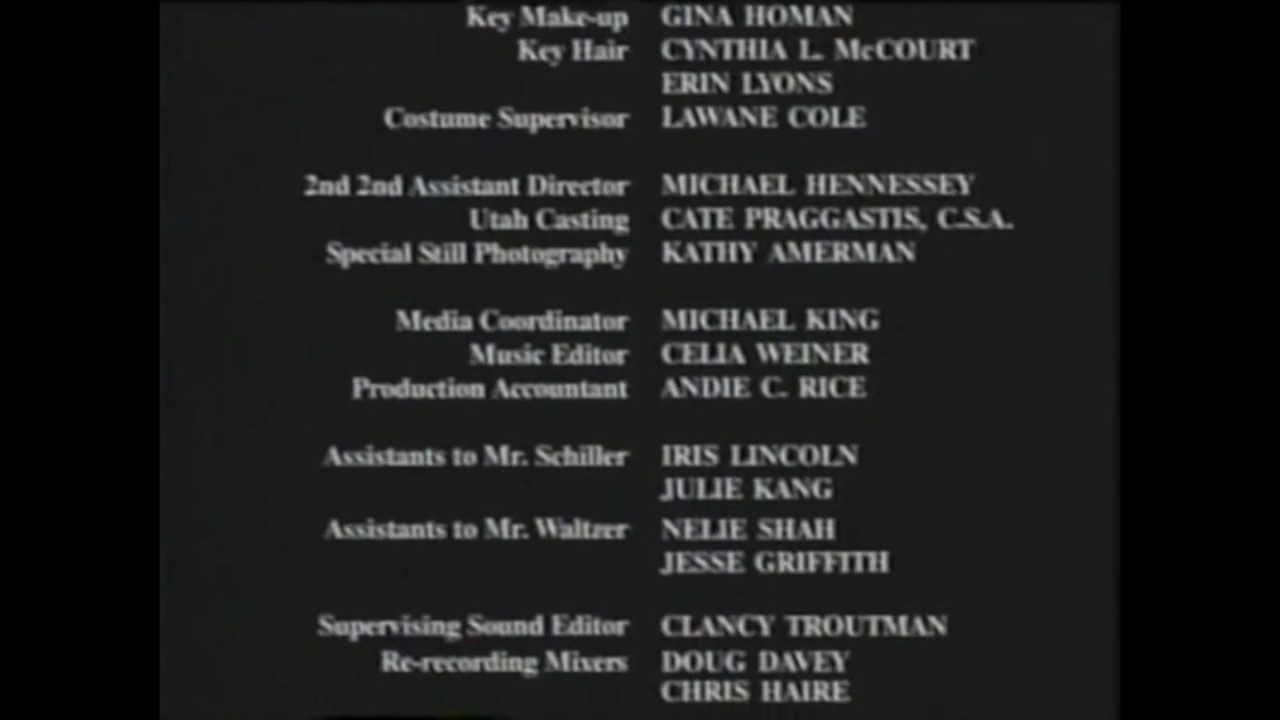 Key Make-up GINA HOMAN
Key Hair CYNTHIA L. McCOURT
ERIN LYONS
Costume Supervisor LAWANE COLE
2nd 2nd Assistant Director MICHAEL HENNESSEY
Utah Casting CATE PRAGGASTIS, C.S.A.
Special Still Photography KATHY AMERMAN
Media Coordinator MICHAEL KING
Music Editor CELIA WEINER
Production Accountant ANDIE C. RICE
Assistants to Mr. Schiller IRIS LINCOLN
JULIE KANG
Assistants to Mr. Waltzer NELIE SHAH
JESSE GRIFFITH
Supervising Sound Editor CLANCY TROUTMAN
Re-recording Mixers DOUG DAVEY
CHRIS HAIRE